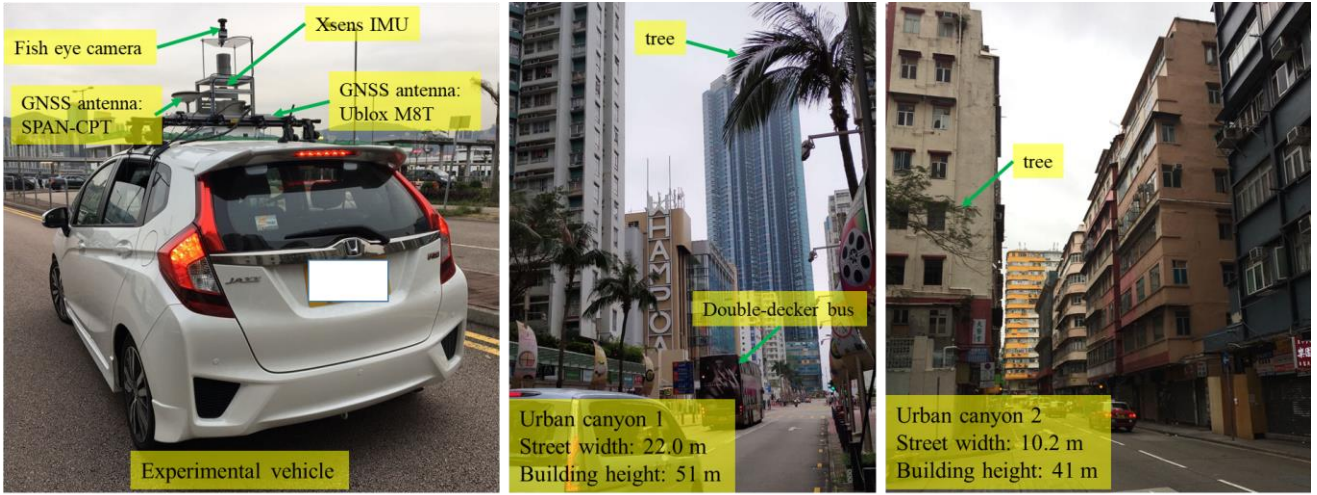 Fish eye camera
Xsens IMU
GNSS antenna:
SPAN-CPT
GNSS antenna:
Ublox M8T
JAZZ
Experimental vehicle
tree
WHAMPOA
Double-decker bus
Urban canyon 1
Street width: 22.0 m
Building height: 51 m
tree
Urban canyon 2
Street width: 10.2 m
Building height: 41 m